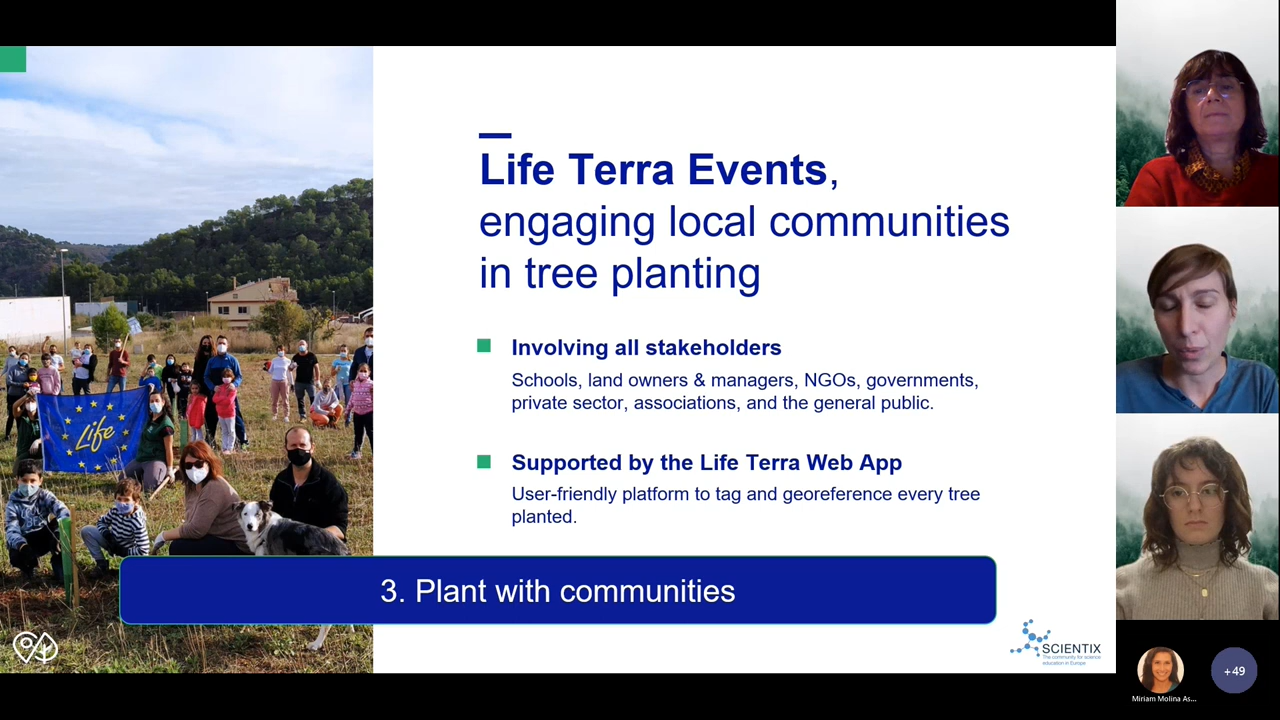 Life Terra Events,
engaging local communities
in tree planting
Involving all stakeholders
Schools, land owners & managers, NGOs, governments,
private sector, associations, and the general public.
Supported by the Life Terra Web App
User-friendly platform to tag and georeference every tree
planted.
Life
3. Plant with communities
SCIENTIX
The community for science
education in Europe
Miriam Molina As...
+49